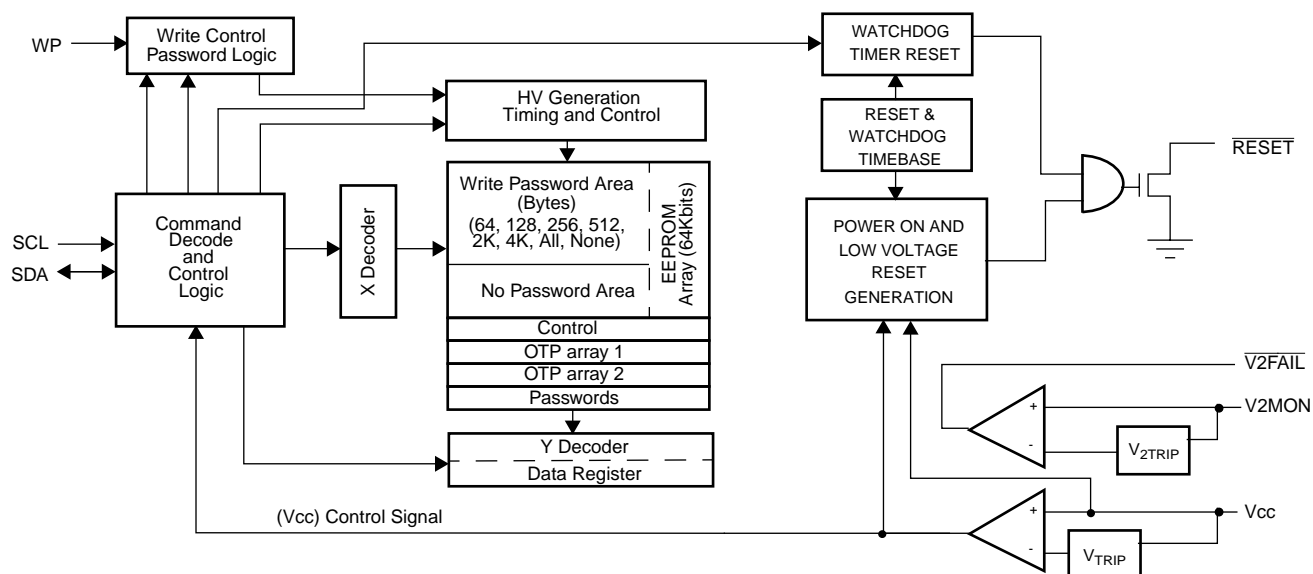 WP
Write Control
Password Logic
HV Generation
Timing and Control
WATCHDOG
TIMER RESET
RESET &
WATCHDOG
TIMEBASE
RESET
SCL
SDA
Command
Decode
and
Control
Logic
X Decoder
Write Password Area
(Bytes)
(64, 128, 256, 512,
2K, 4K, All, None)
No Password Area
EEPROM
Array (64Kbits)
Control
OTP array 1
OTP array 2
Passwords
Y Decoder
Data Register
POWER ON AND
LOW VOLTAGE
RESET
GENERATION
V2FAIL
+
V2MON
-
V2TRIP
(Vcc) Control Signal
+
Vcc
-
VTRIP